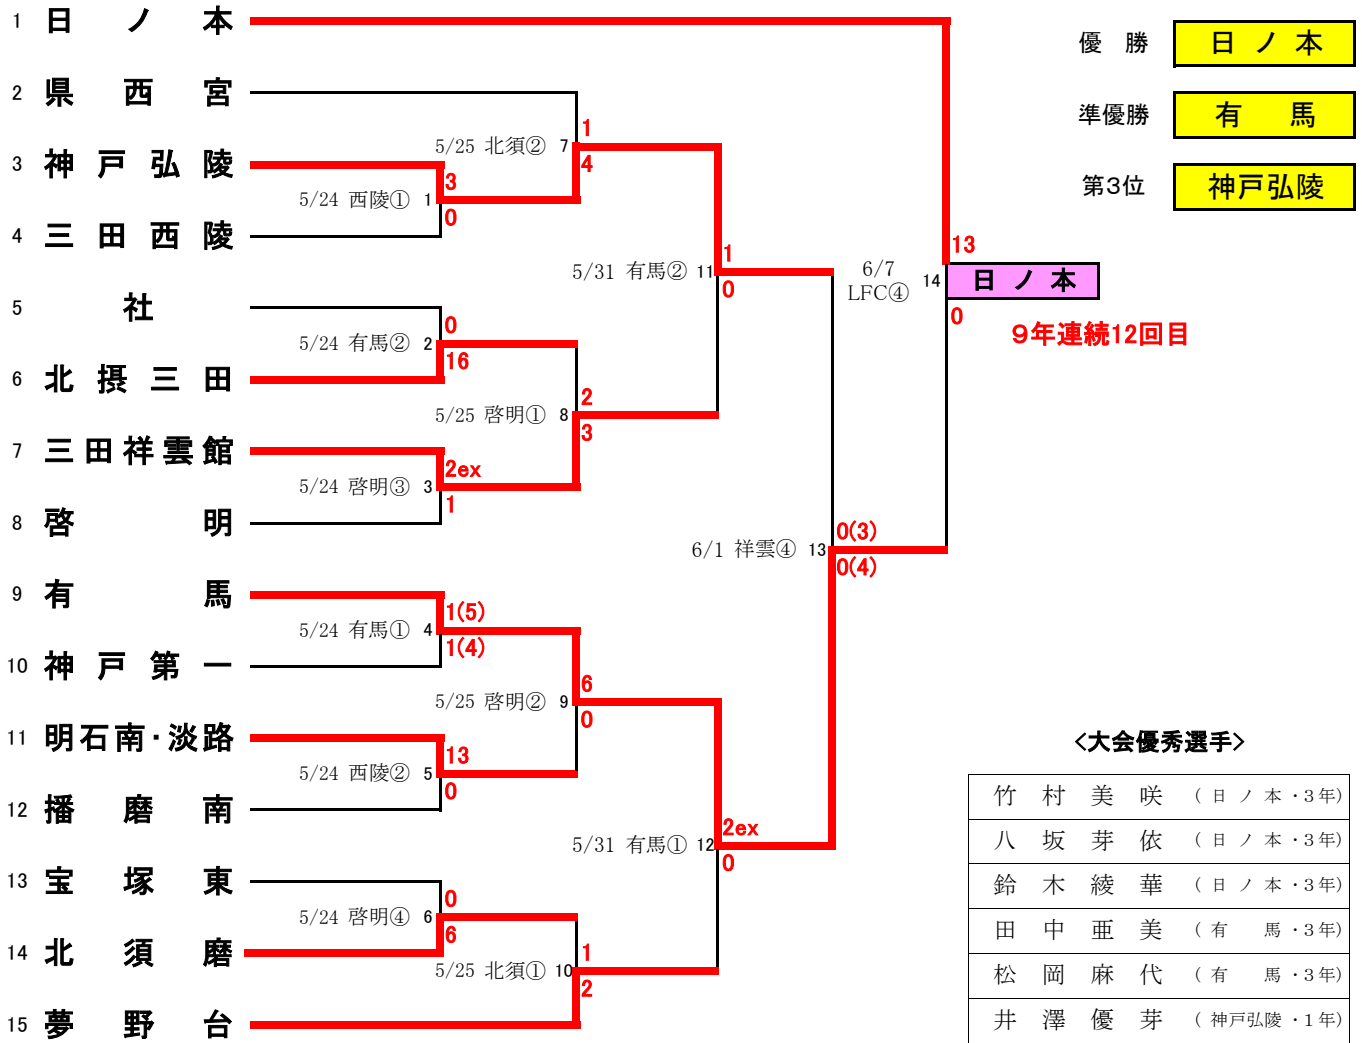 1 日ノ本
2 県西宮
3 神戸弘陵
4 三田西陵
5 社
6 北摂三田
7 三田祥雲館
8 啓明
9 有馬
10 神戸第一
11 明石南・淡路
12 播磨南
13 宝塚東
14 北須磨
15 夢野台
5/24 西陵① 1
3
0
5/24 有馬② 2
0
16
5/24 啓明③ 3
2ex
1
5/24 有馬① 4
1(5)
1(4)
5/24 西陵② 5
13
0
5/24 啓明④ 6
0
6
5/25 北須② 7
1
4
5/25 啓明① 8
2
3
5/25 啓明② 9
6
0
5/25 北須① 10
1
2
5/31 有馬② 11
1
0
5/31 有馬① 12
2ex
0
6/1 祥雲④ 13
0(3)
0(4)
6/7
LFC④ 14
13
0
日ノ本
9年連続12回目
優勝 日ノ本
準優勝 有馬
第3位 神戸弘陵
<大会優秀選手>
竹村美咲 (日ノ本・3年)
八坂芽依 (日ノ本・3年)
鈴木綾華 (日ノ本・3年)
田中亜美 (有馬・3年)
松岡麻代 (有馬・3年)
井澤優芽 (神戸弘陵・1年)